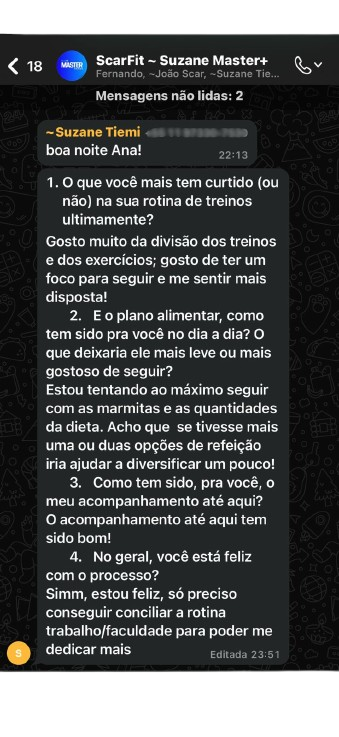 18
MASTER
ScarFit ~ Suzane Master+
Fernando, ~João Scar, ~Suzane Tie...
Mensagens não lidas: 2
~Suzane Tiemi
boa noite Ana!
22:13
1. O que você mais tem curtido (ou
não) na sua rotina de treinos
ultimamente?
Gosto muito da divisão dos treinos
e dos exercícios; gosto de ter um
foco para seguir e me sentir mais
disposta!
2. E o plano alimentar, como
tem sido pra você no dia a dia? O
que deixaria ele mais leve ou mais
gostoso de seguir?
Estou tentando ao máximo seguir
com as marmitas e as quantidades
da dieta. Acho que se tivesse mais
uma ou duas opções de refeição
iria ajudar a diversificar um pouco!
3. Como tem sido, pra você, o
meu acompanhamento até aqui?
O acompanhamento até aqui tem
sido bom!
4. No geral, você está feliz
com o processo?
Simm, estou feliz, só preciso
conseguir conciliar a rotina
trabalho/faculdade para poder me
dedicar mais
S
Editada 23:51